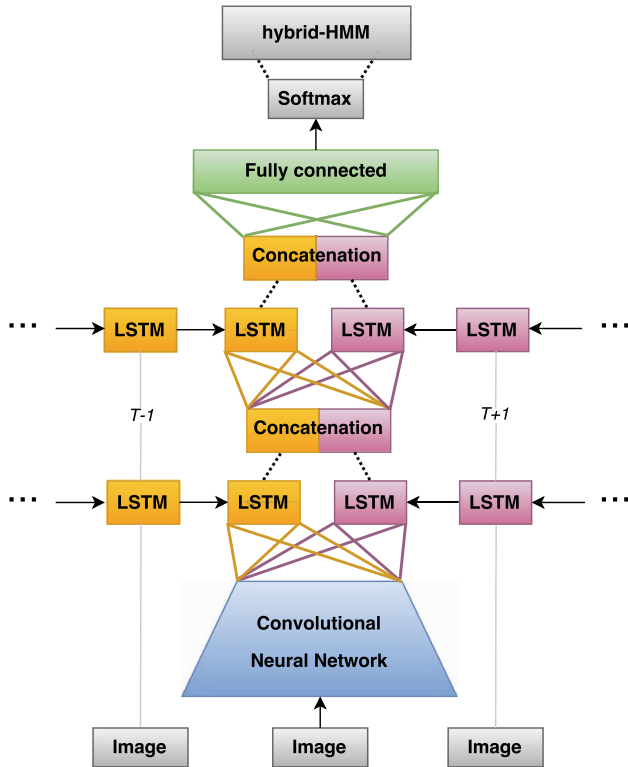 hybrid-HMM
Softmax
Fully connected
Concatenation
... LSTM LSTM LSTM LSTM ...
T-1 T+1
Concatenation
... LSTM LSTM LSTM LSTM ...
Convolutional
Neural Network
Image Image Image